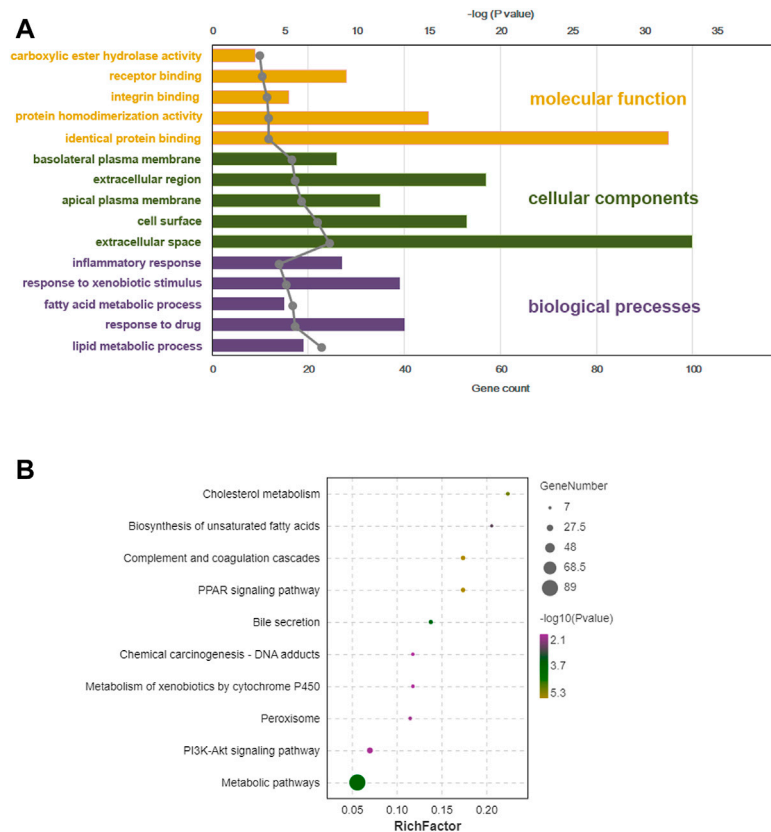 A
-log (P value)
0 5 10 15 20 25 30 35
carboxylic ester hydrolase activity
receptor binding
integrin binding
protein homodimerization activity
identical protein binding
molecular function
basolateral plasma membrane
extracellular region
apical plasma membrane
cell surface
extracellular space
cellular components
inflammatory response
response to xenobiotic stimulus
fatty acid metabolic process
response to drug
lipid metabolic process
biological precesses
0 20 40 60 80 100
Gene count
B
Cholesterol metabolism
Biosynthesis of unsaturated fatty acids
Complement and coagulation cascades
PPAR signaling pathway
Bile secretion
Chemical carcinogenesis - DNA adducts
Metabolism of xenobiotics by cytochrome P450
Peroxisome
PI3K-Akt signaling pathway
Metabolic pathways
0.05 0.10 0.15 0.20
RichFactor
GeneNumber
7
27.5
48
68.5
89
-log10(Pvalue)
2.1
3.7
5.3